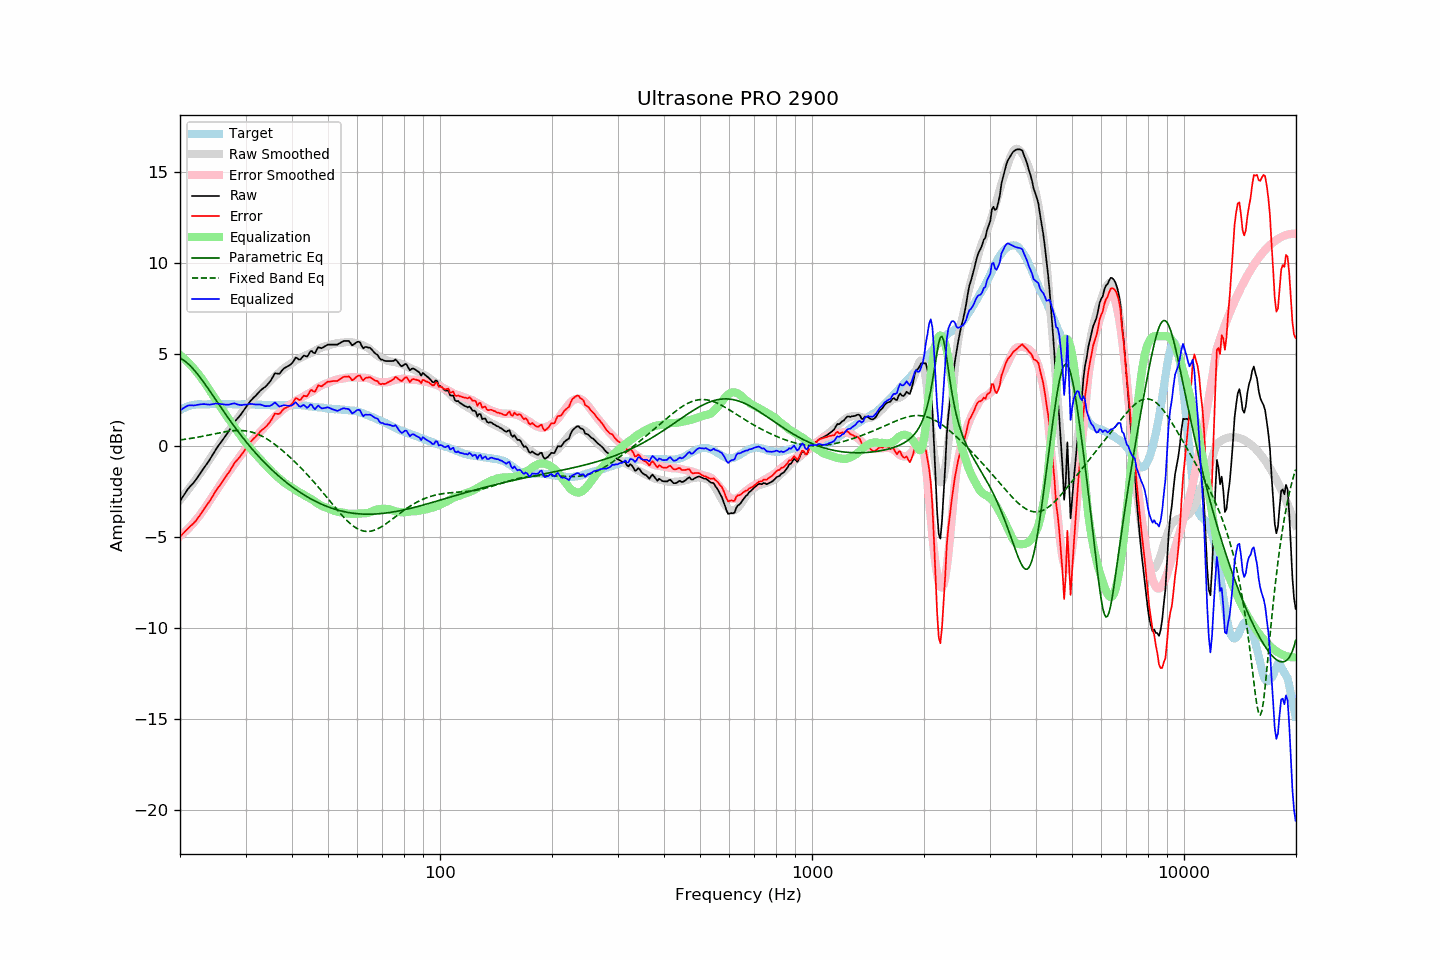 Ultrasone PRO 2900
Target
Raw Smoothed
Error Smoothed
Raw
Error
Equalization
Parametric Eq
Fixed Band Eq
Equalized
15
10
5
0
−5
−10
−15
−20
Amplitude (dBr)
100
1000
10000
Frequency (Hz)